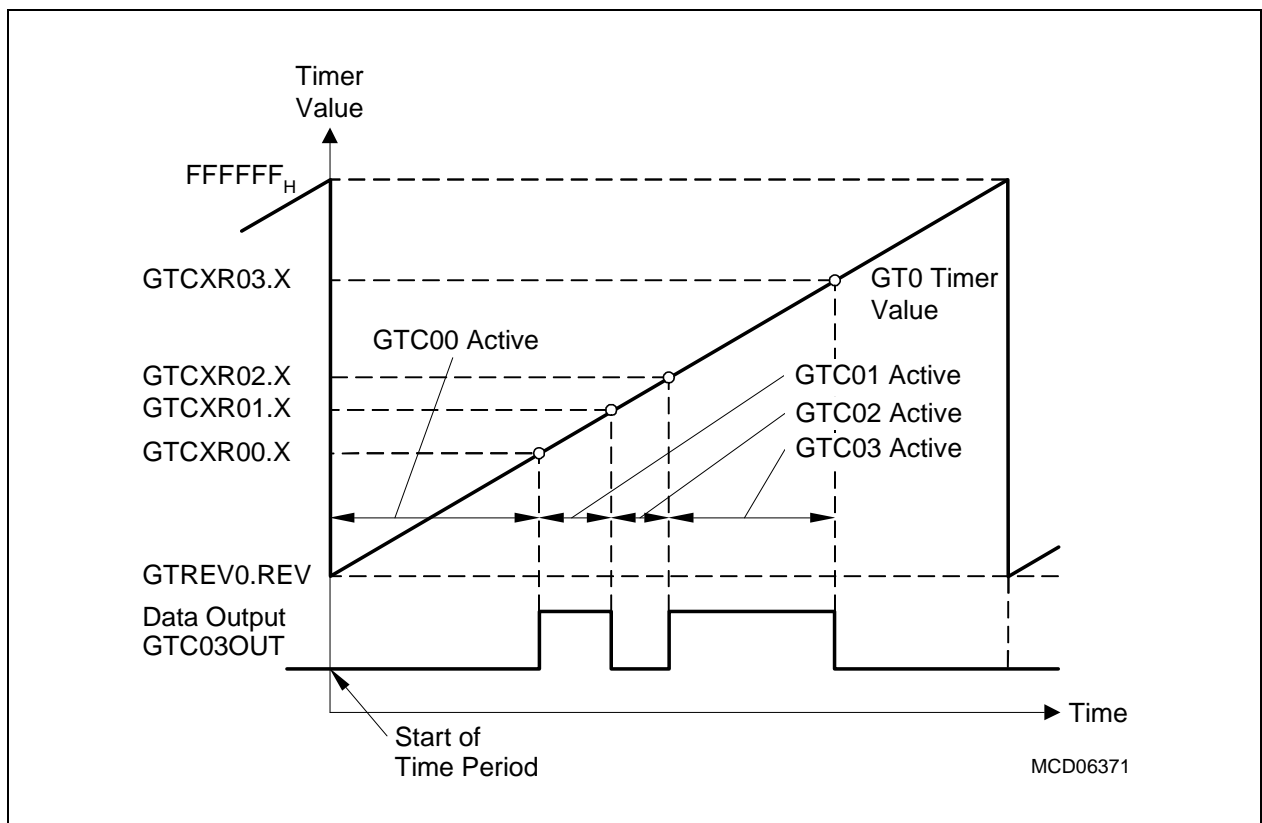 Timer
Value
FFFFFF_H
GTCXR03.X
GT0 Timer
Value
GTC00 Active
GTCXR02.X
GTC01 Active
GTCXR01.X
GTC02 Active
GTCXR00.X
GTC03 Active
GTREV0.REV
Data Output
GTC03OUT
Time
Start of
Time Period
MCD06371